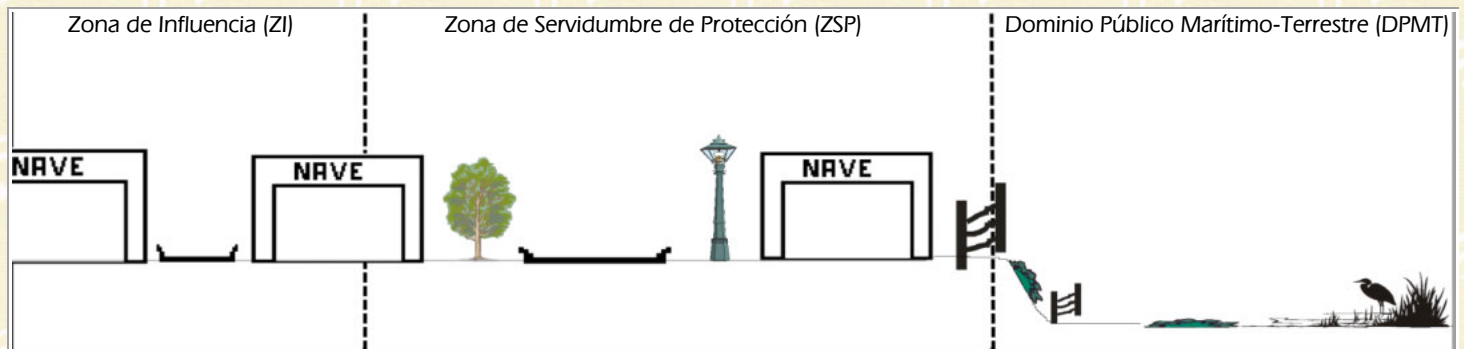 Zona de Influencia (ZI)
Zona de Servidumbre de Protección (ZSP)
Dominio Público Marítimo-Terrestre (DPMT)
NAVE
NAVE
NAVE